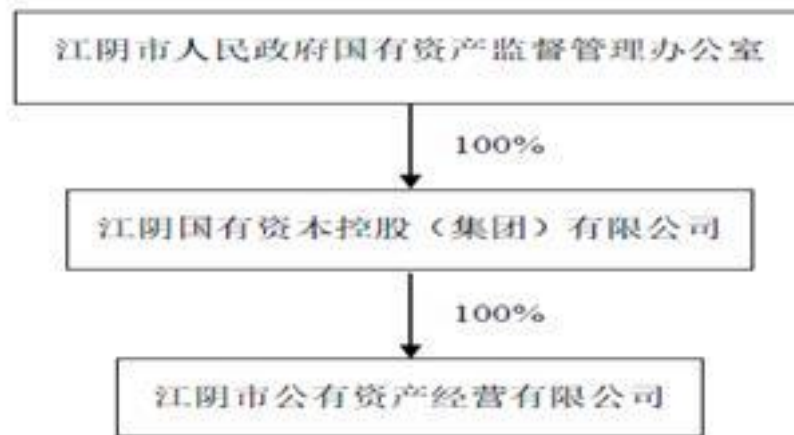 江阴市人民政府国有资产监督管理办公室
100%
江阴国有资本控股（集团）有限公司
100%
江阴市公有资产经营有限公司